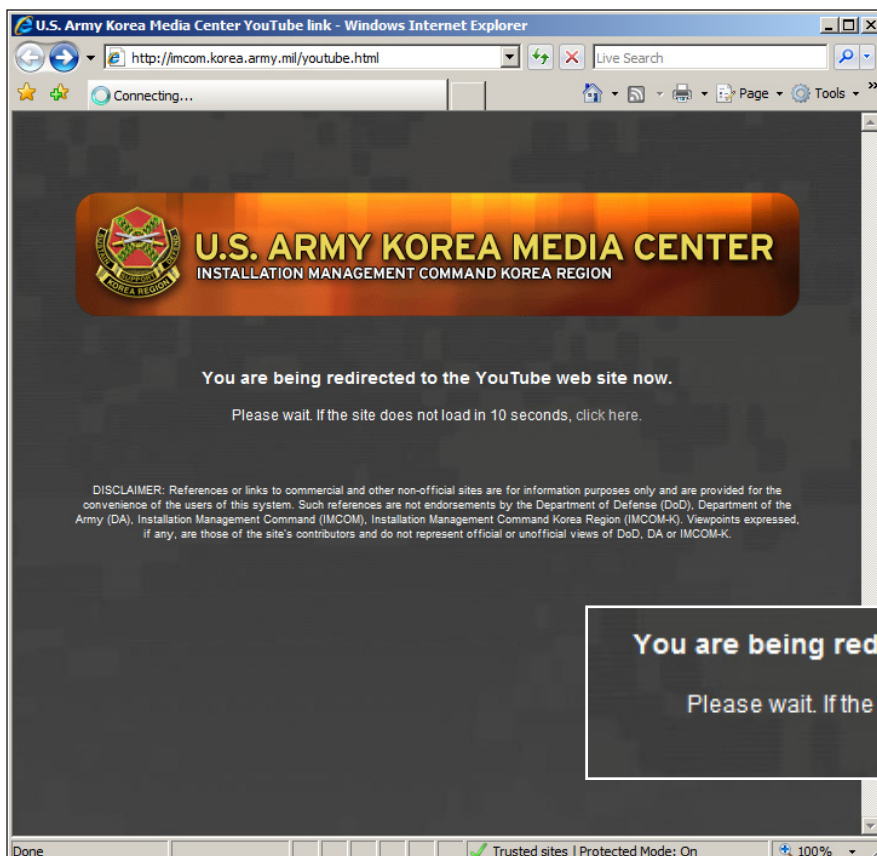 U.S. Army Korea Media Center YouTube link - Windows Internet Explorer
http://imcom.korea.army.mil/youtube.html
Live Search
Connecting...
Page
Tools
»
U.S. ARMY KOREA MEDIA CENTER
INSTALLATION MANAGEMENT COMMAND KOREA REGION
SUSTAIN SUPPORT DEFEND
KOREA REGION
You are being redirected to the YouTube web site now.
Please wait. If the site does not load in 10 seconds, click here.
DISCLAIMER: References or links to commercial and other non-official sites are for information purposes only and are provided for the
convenience of the users of this system. Such references are not endorsements by the Department of Defense (DoD), Department of the
Army (DA), Installation Management Command (IMCOM), Installation Management Command Korea Region (IMCOM-K). Viewpoints expressed,
if any, are those of the site's contributors and do not represent official or unofficial views of DoD, DA or IMCOM-K.
You are being red
Please wait. If the
Done
Trusted sites | Protected Mode: On
100%